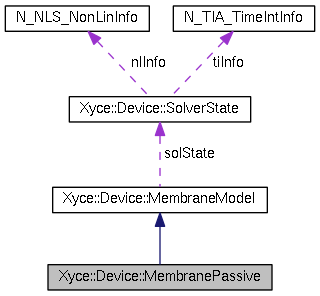 N_NLS_NonLinInfo N_TIA_TimeIntInfo
nlInfo tiInfo
Xyce::Device::SolverState
solState
Xyce::Device::MembraneModel
Xyce::Device::MembranePassive